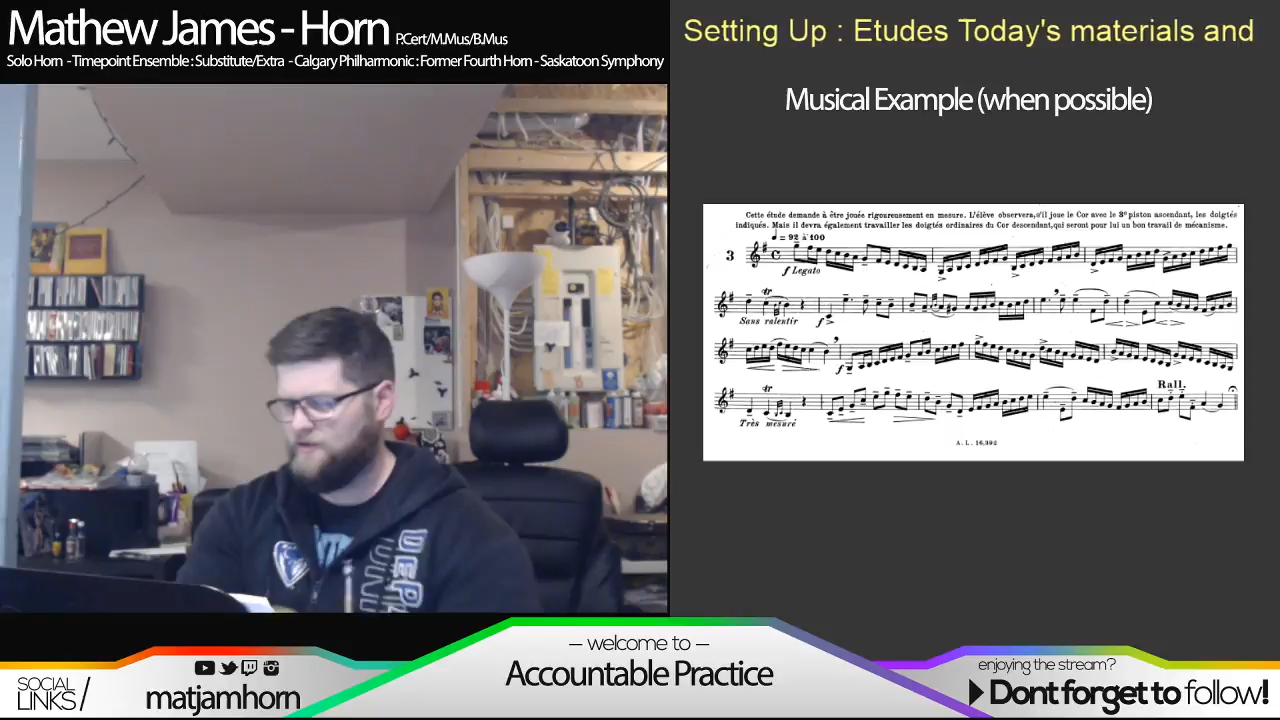 Mathew James - Horn P.Cert/M.Mus/B.Mus
Solo Horn - Timepoint Ensemble : Substitute/Extra - Calgary Philharmonic : Former Fourth Horn - Saskatoon Symphony
Setting Up : Etudes Today's materials and
Musical Example (when possible)
Cette étude demande à être jouée rigoureusement en mesure. L'élève observera, s'il joue le Cor avec le 3e piston ascendant, les doigtés
indiqués. Mais il devra également travailler les doigtés ordinaires du Cor descendant, qui seront pour lui un bon travail de mécanisme.
♩ = 92 à 100
3
f Legato
tr
Sans ralentir f
f
tr
Rall.
Très mesuré
A. L. 16,392
DEPA
SOCIAL
LINKS /
matjamhorn
– welcome to –
Accountable Practice
enjoying the stream?
Dont forget to follow!